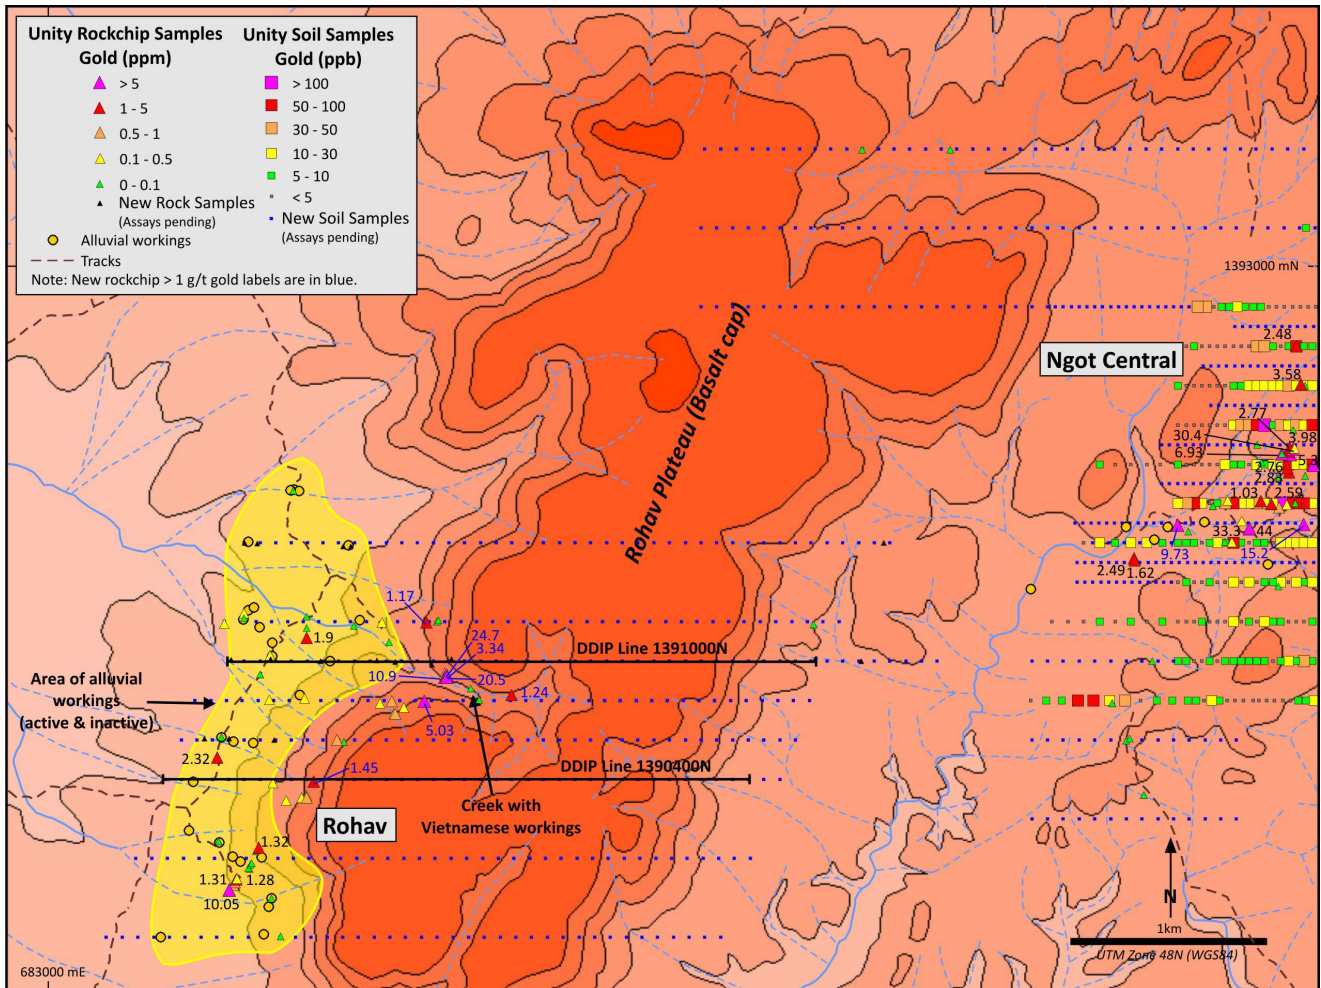 Unity Rockchip Samples
Gold (ppm)
> 5
1 - 5
0.5 - 1
0.1 - 0.5
0 - 0.1
New Rock Samples
(Assays pending)
Unity Soil Samples
Gold (ppb)
> 100
50 - 100
30 - 50
10 - 30
5 - 10
< 5
New Soil Samples
(Assays pending)
Alluvial workings
Tracks
Note: New rockchip > 1 g/t gold labels are in blue.
1393000 mN
Ngot Central
2.48
3.58
2.77
30.4
3.98
6.93
5.3
2.76
2.83
1.03
2.59
33.3
44
9.73
15.2
2.49
1.62
Rohav Plateau (Basalt cap)
1.17
1.9
24.7
3.34
DDIP Line 1391000N
10.9
20.5
1.24
Area of alluvial
workings
(active & inactive)
5.03
2.32
1.45
DDIP Line 1390400N
Creek with
Vietnamese workings
Rohav
1.32
1.31
1.28
10.05
N
1km
UTM Zone 48N (WGS84)
683000 mE